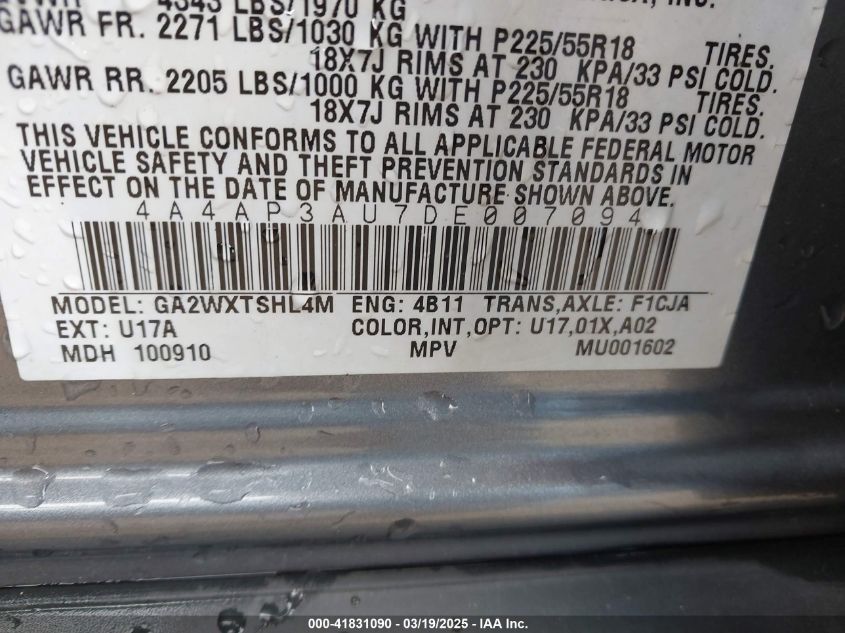 4343 LBS/1970 KG
GAWR FR. 2271 LBS/1030 KG WITH P225/55R18 TIRES.
18X7J RIMS AT 230 KPA/33 PSI COLD.
GAWR RR. 2205 LBS/1000 KG WITH P225/55R18 TIRES.
18X7J RIMS AT 230 KPA/33 PSI COLD.
THIS VEHICLE CONFORMS TO ALL APPLICABLE FEDERAL MOTOR
VEHICLE SAFETY AND THEFT PREVENTION STANDARDS IN
EFFECT ON THE DATE OF MANUFACTURE SHOWN ABOVE.
4A4AP3AU7DE007094
MODEL: GA2WXTSHL4M ENG: 4B11 TRANS,AXLE: F1CJA
EXT: U17A COLOR,INT,OPT: U17,01X,A02
MDH 100910 MPV MU001602
000-41831090 - 03/19/2025 - IAA Inc.